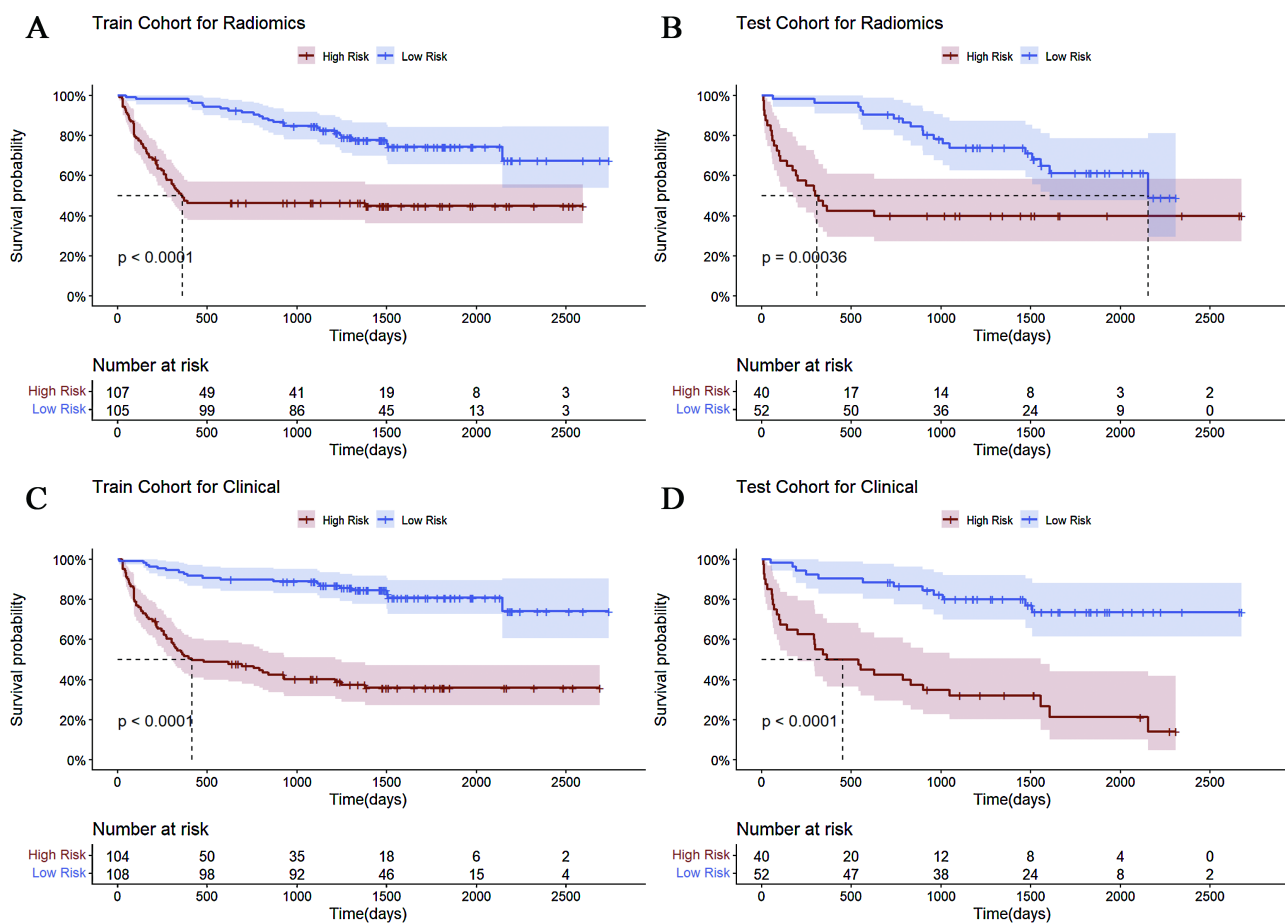 A
Train Cohort for Radiomics
High Risk Low Risk
Survival probability
100%
80%
60%
40%
20%
0%
p < 0.0001
0 500 1000 1500 2000 2500
Time(days)
Number at risk
High Risk 107 49 41 19 8 3
Low Risk 105 99 86 45 13 3
0 500 1000 1500 2000 2500
Time(days)
B
Test Cohort for Radiomics
High Risk Low Risk
Survival probability
100%
80%
60%
40%
20%
0%
p = 0.00036
0 500 1000 1500 2000 2500
Time(days)
Number at risk
High Risk 40 17 14 8 3 2
Low Risk 52 50 36 24 9 0
0 500 1000 1500 2000 2500
Time(days)
C
Train Cohort for Clinical
High Risk Low Risk
Survival probability
100%
80%
60%
40%
20%
0%
p < 0.0001
0 500 1000 1500 2000 2500
Time(days)
Number at risk
High Risk 104 50 35 18 6 2
Low Risk 108 98 92 46 15 4
0 500 1000 1500 2000 2500
Time(days)
D
Test Cohort for Clinical
High Risk Low Risk
Survival probability
100%
80%
60%
40%
20%
0%
p < 0.0001
0 500 1000 1500 2000 2500
Time(days)
Number at risk
High Risk 40 20 12 8 4 0
Low Risk 52 47 38 24 8 2
0 500 1000 1500 2000 2500
Time(days)